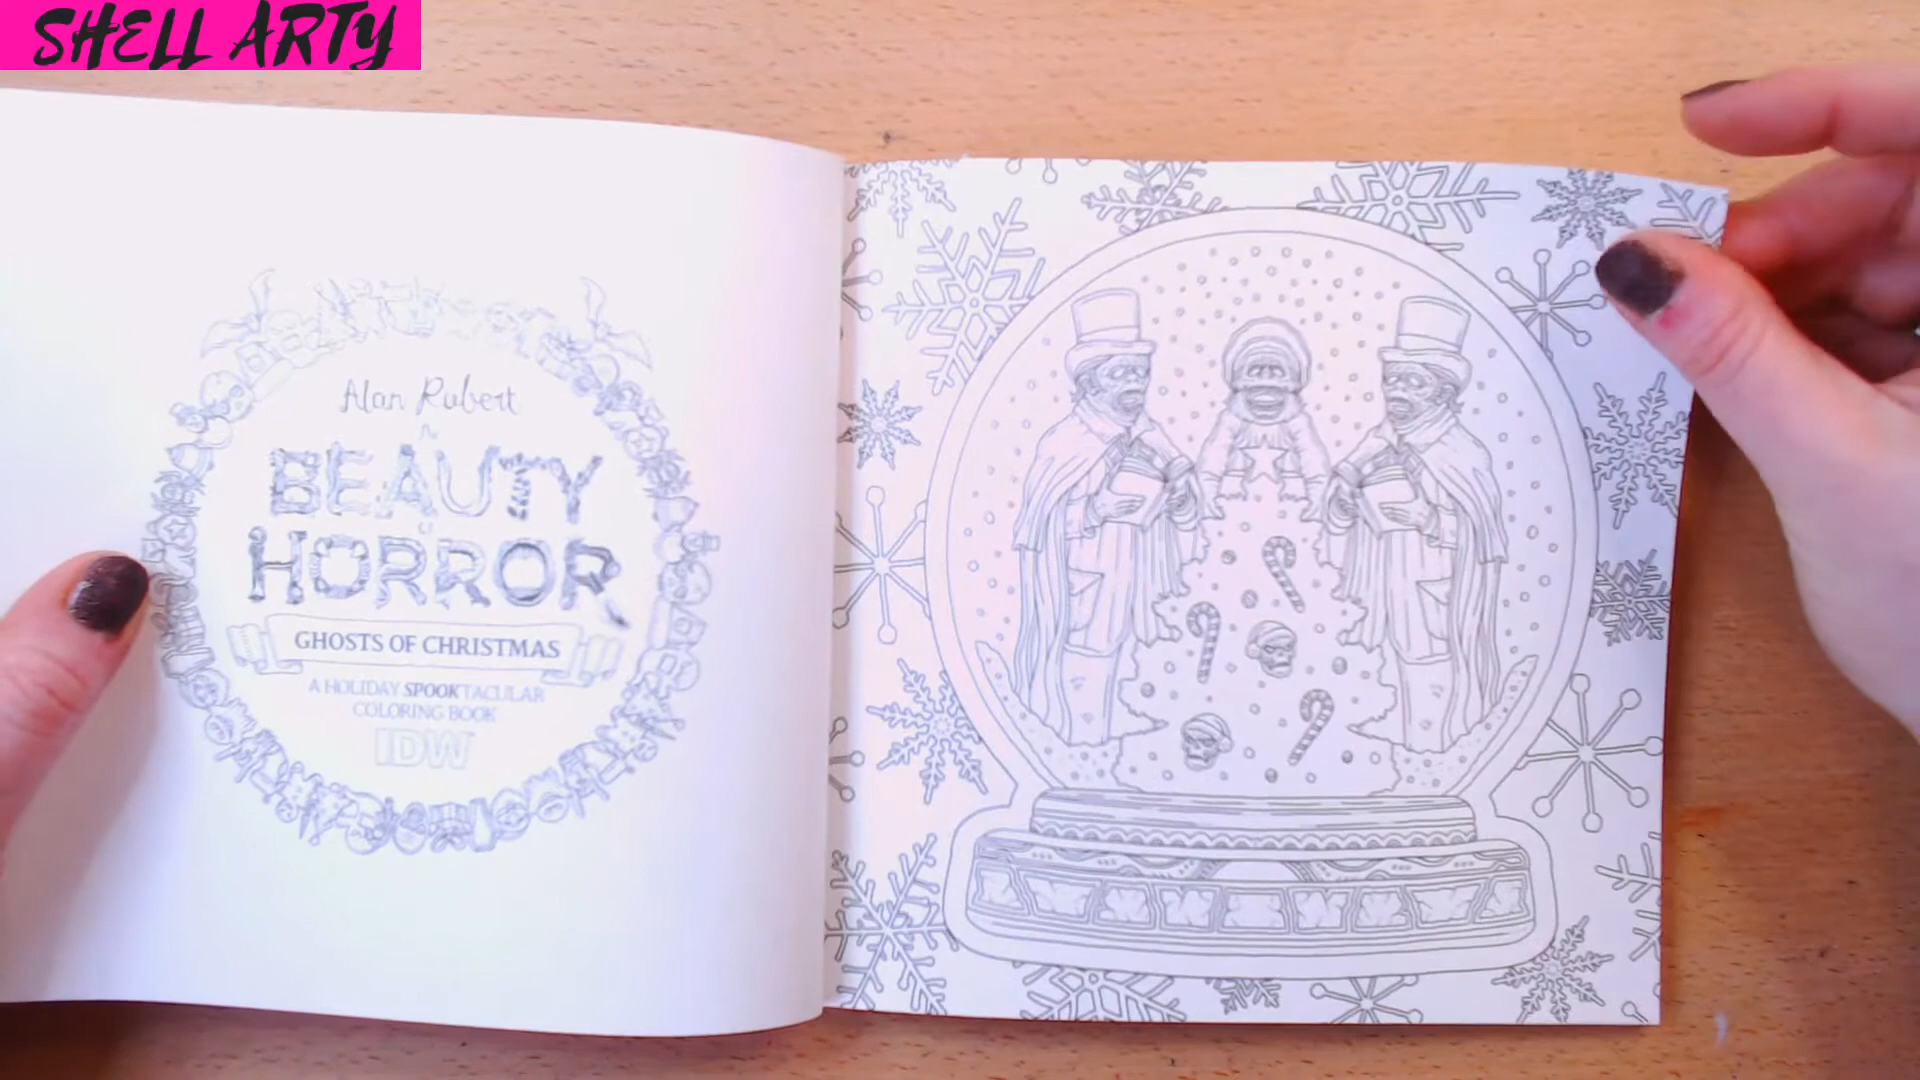 SHELL ARTY
Alan Robert
BEAUTY
HORROR
GHOSTS OF CHRISTMAS
A HOLIDAY SPOOKTACULAR
COLORING BOOK
IDW